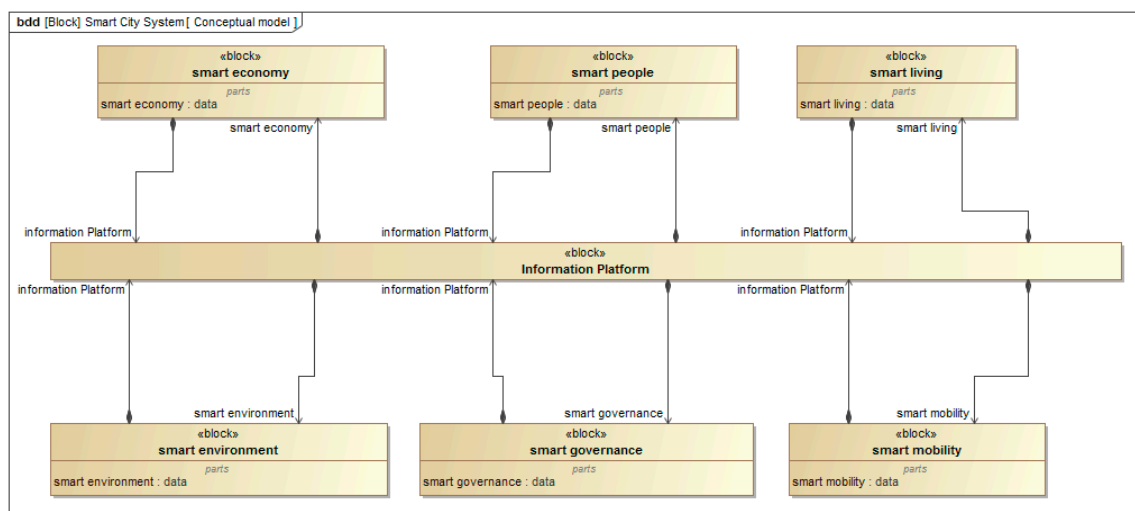 bdd [Block] Smart City System [ Conceptual model ]
«block»
smart economy
parts
smart economy : data
«block»
smart people
parts
smart people : data
«block»
smart living
parts
smart living : data
smart economy
smart people
smart living
information Platform
information Platform
information Platform
«block»
Information Platform
information Platform
information Platform
information Platform
smart environment
smart governance
smart mobility
«block»
smart environment
parts
smart environment : data
«block»
smart governance
parts
smart governance : data
«block»
smart mobility
parts
smart mobility : data